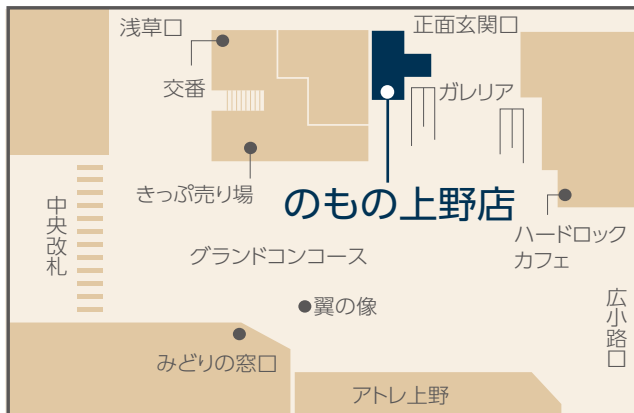 浅草口
正面玄関口
交番
ガレリア
きっぷ売り場
のもの上野店
中央改札
グランドコンコース
ハードロック
カフェ
翼の像
広小路口
みどりの窓口
アトレ上野